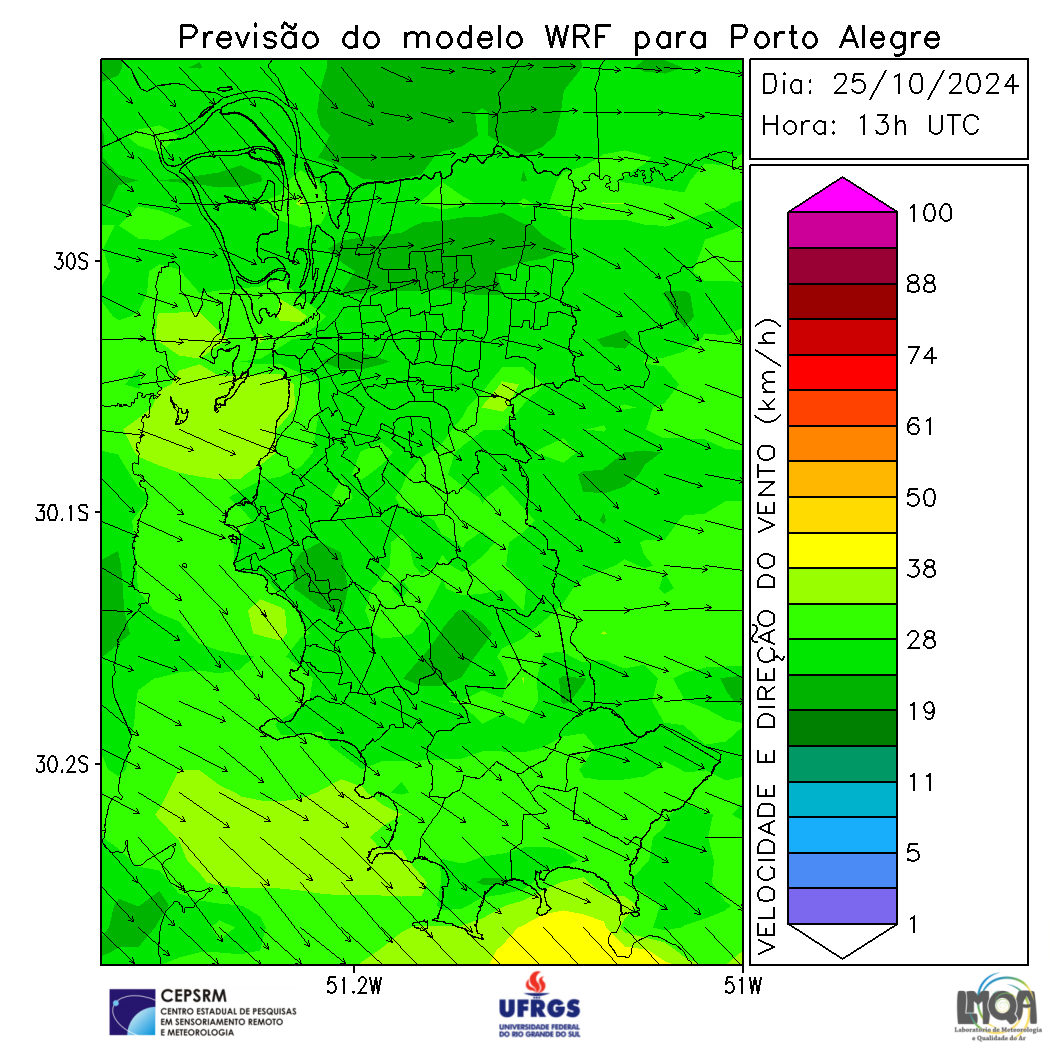 Previsão do modelo WRF para Porto Alegre
Dia: 25/10/2024
Hora: 13h UTC
30S
30.1S
30.2S
51.2W
51W
VELOCIDADE E DIREÇÃO DO VENTO (km/h)
100
88
74
61
50
38
28
19
11
5
1
CEPSRM
CENTRO ESTADUAL DE PESQUISAS
EM SENSORIAMENTO REMOTO
E METEOROLOGIA
UFRGS
UNIVERSIDADE FEDERAL
DO RIO GRANDE DO SUL
LMQA
Laboratório de Meteorologia
e Qualidade do Ar